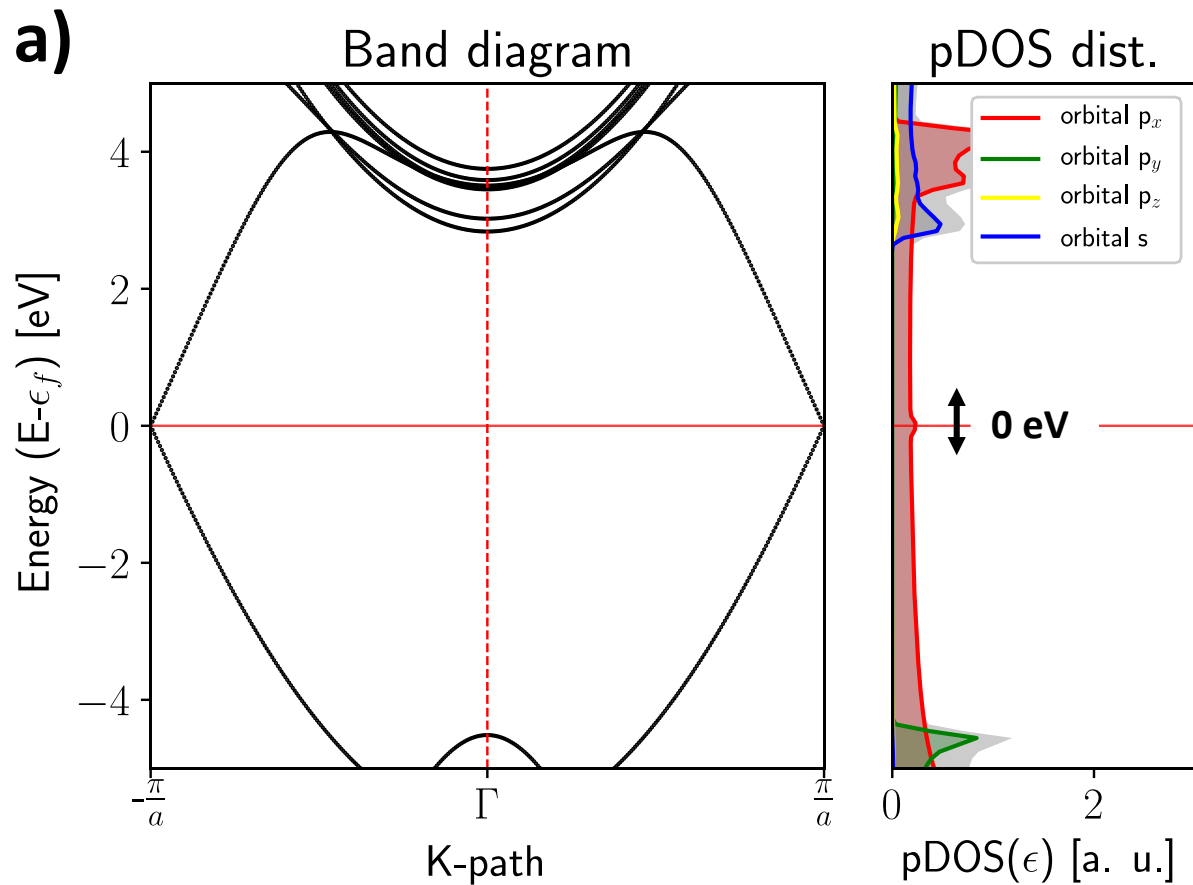 a)
Band diagram
pDOS dist.
Energy (E-ϵ_f) [eV]
4
2
0
−2
−4
-π/a
Γ
π/a
K-path
orbital p_x
orbital p_y
orbital p_z
orbital s
0 eV
0
2
pDOS(ϵ) [a. u.]